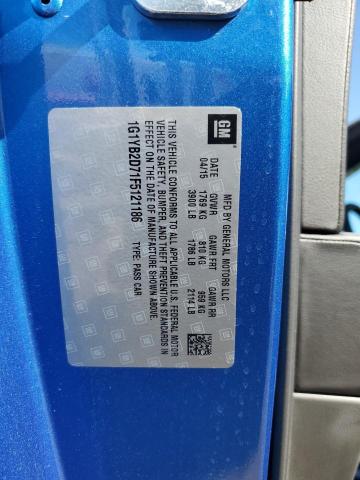 GM
MFD BY GENERAL MOTORS LLC
DATE GVWR GAWR FRT GAWR RR
04/15 1769 KG 810 KG 959 KG
3900 LB 1786 LB 2114 LB
THIS VEHICLE CONFORMS TO ALL APPLICABLE U.S. FEDERAL MOTOR
VEHICLE SAFETY, BUMPER, AND THEFT PREVENTION STANDARDS IN
EFFECT ON THE DATE OF MANUFACTURE SHOWN ABOVE.
1G1YB2D71F5121186 TYPE: PASS CAR